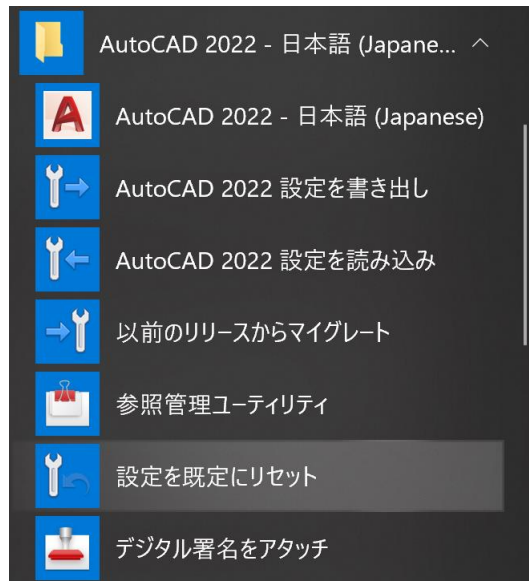 AutoCAD 2022 - 日本語 (Japane...
AutoCAD 2022 - 日本語 (Japanese)
AutoCAD 2022 設定を書き出し
AutoCAD 2022 設定を読み込み
以前のリリースからマイグレート
参照管理ユーティリティ
設定を既定にリセット
デジタル署名をアタッチ